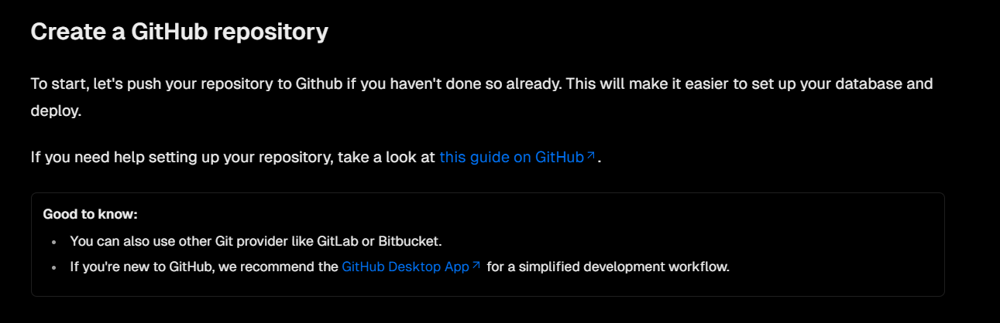 Create a GitHub repository
To start, let's push your repository to Github if you haven't done so already. This will make it easier to set up your database and
deploy.
If you need help setting up your repository, take a look at this guide on GitHub↗.
Good to know:
• You can also use other Git provider like GitLab or Bitbucket.
• If you're new to GitHub, we recommend the GitHub Desktop App↗ for a simplified development workflow.